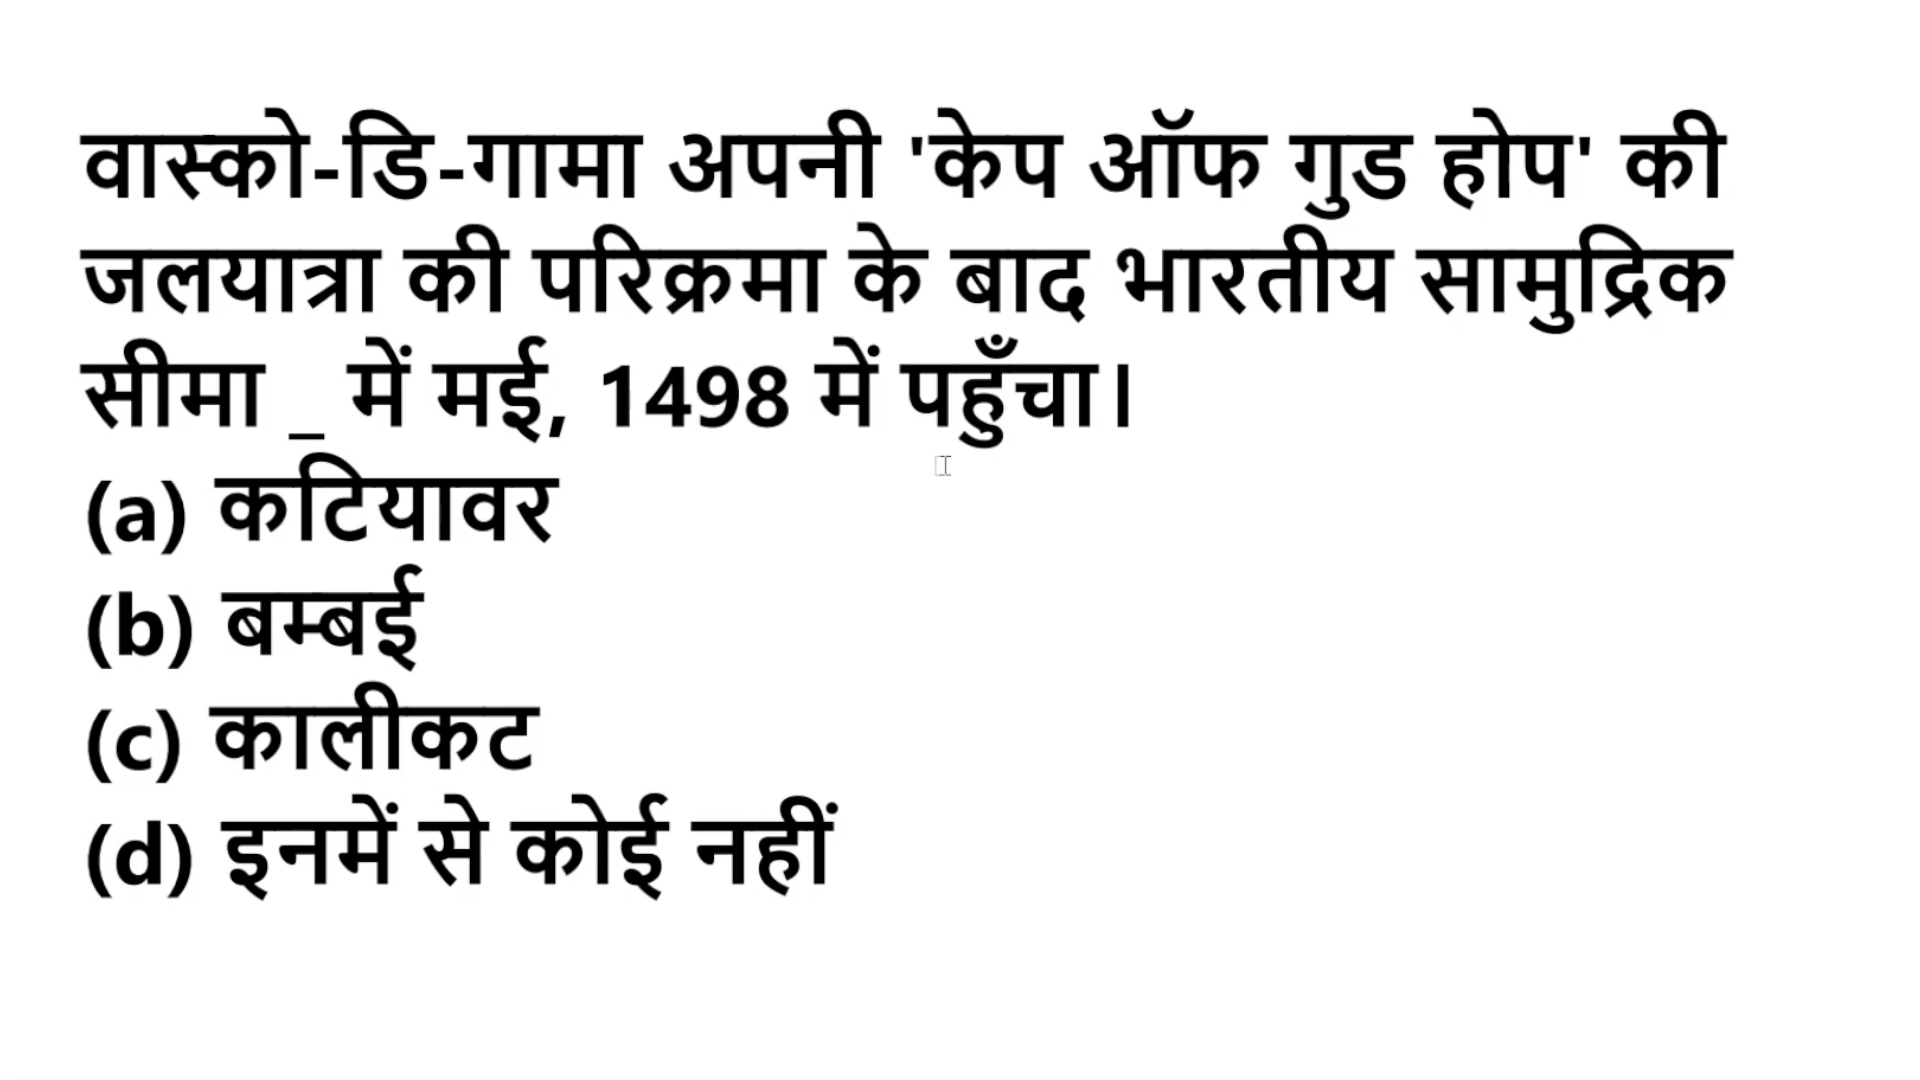 वास्को-डि-गामा अपनी 'केप ऑफ गुड होप' की
जलयात्रा की परिक्रमा के बाद भारतीय सामुद्रिक
सीमा _ में मई, 1498 में पहुँचा।
(a) कटियावर
(b) बम्बई
(c) कालीकट
(d) इनमें से कोई नहीं